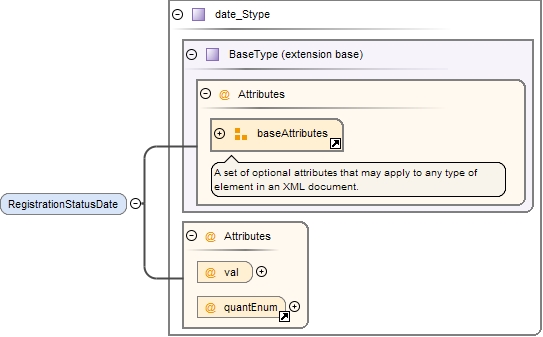 date_Stype
BaseType (extension base)
@ Attributes
baseAttributes
A set of optional attributes that may apply to any type of
element in an XML document.
RegistrationStatusDate
@ Attributes
@ val
@ quantEnum